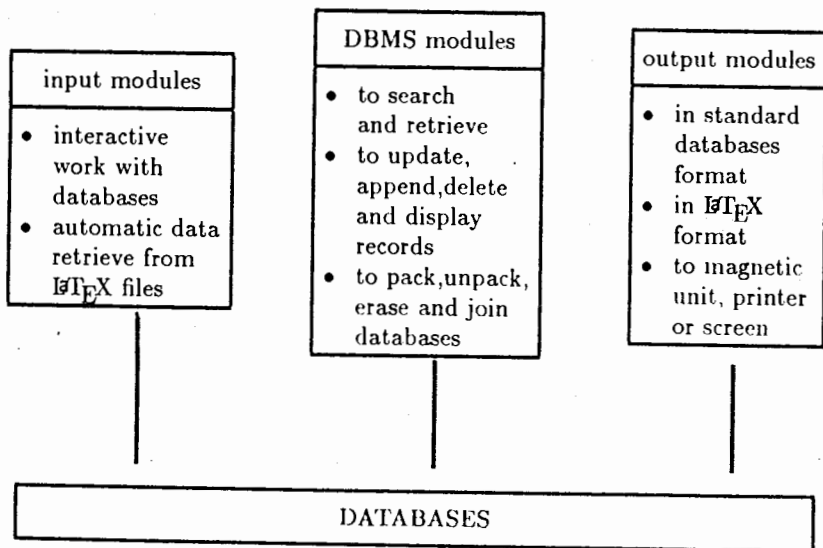 input modules
• interactive
work with
databases
• automatic data
retrieve from
LATEX files
DBMS modules
• to search
and retrieve
• to update,
append,delete
and display
records
• to pack,unpack,
erase and join
databases
output modules
• in standard
databases
format
• in LATEX
format
• to magnetic
unit, printer
or screen
DATABASES